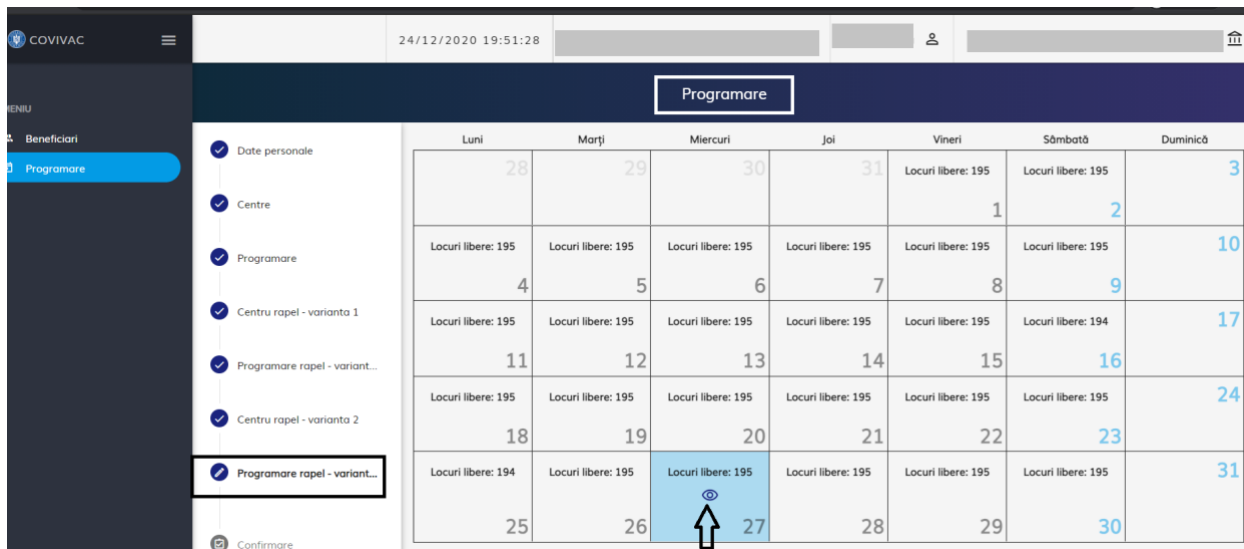 COVIVAC
24/12/2020 19:51:28
Programare
MENIU
Beneficiari
Programare
Date personale
Centre
Programare
Centru rapel - varianta 1
Programare rapel - variant...
Centru rapel - varianta 2
Programare rapel - variant...
Confirmare
Luni Marți Miercuri Joi Vineri Sâmbată Duminică
28 29 30 31 Locuri libere: 195 Locuri libere: 195 3
1 2
Locuri libere: 195 Locuri libere: 195 Locuri libere: 195 Locuri libere: 195 Locuri libere: 195 Locuri libere: 195 10
4 5 6 7 8 9
Locuri libere: 195 Locuri libere: 195 Locuri libere: 195 Locuri libere: 195 Locuri libere: 195 Locuri libere: 194 17
11 12 13 14 15 16
Locuri libere: 195 Locuri libere: 195 Locuri libere: 195 Locuri libere: 195 Locuri libere: 195 Locuri libere: 195 24
18 19 20 21 22 23
Locuri libere: 194 Locuri libere: 195 Locuri libere: 195 Locuri libere: 195 Locuri libere: 195 Locuri libere: 195 31
25 26 27 28 29 30